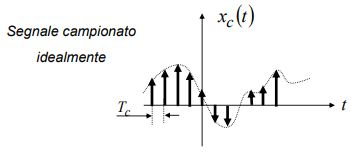 Segnale campionato
idealmente
x_c(t)
T_c
t